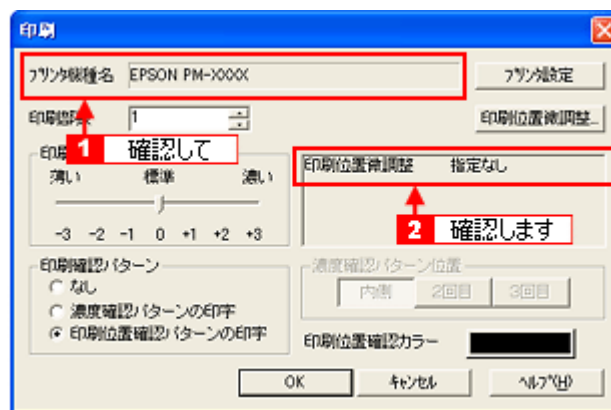 印刷
プリンタ機種名 EPSON PM-XXXX プリンタ設定
印刷部数 1 印刷位置微調整...
1 確認して
印刷
薄い 標準 濃い
-3 -2 -1 0 +1 +2 +3
印刷位置微調整 指定なし
2 確認します
印刷確認パターン
なし
濃度確認パターンの印字
印刷位置確認パターンの印字
濃度確認パターン位置
内側 2回目 3回目
印刷位置確認カラー
OK キャンセル ヘルプ(H)